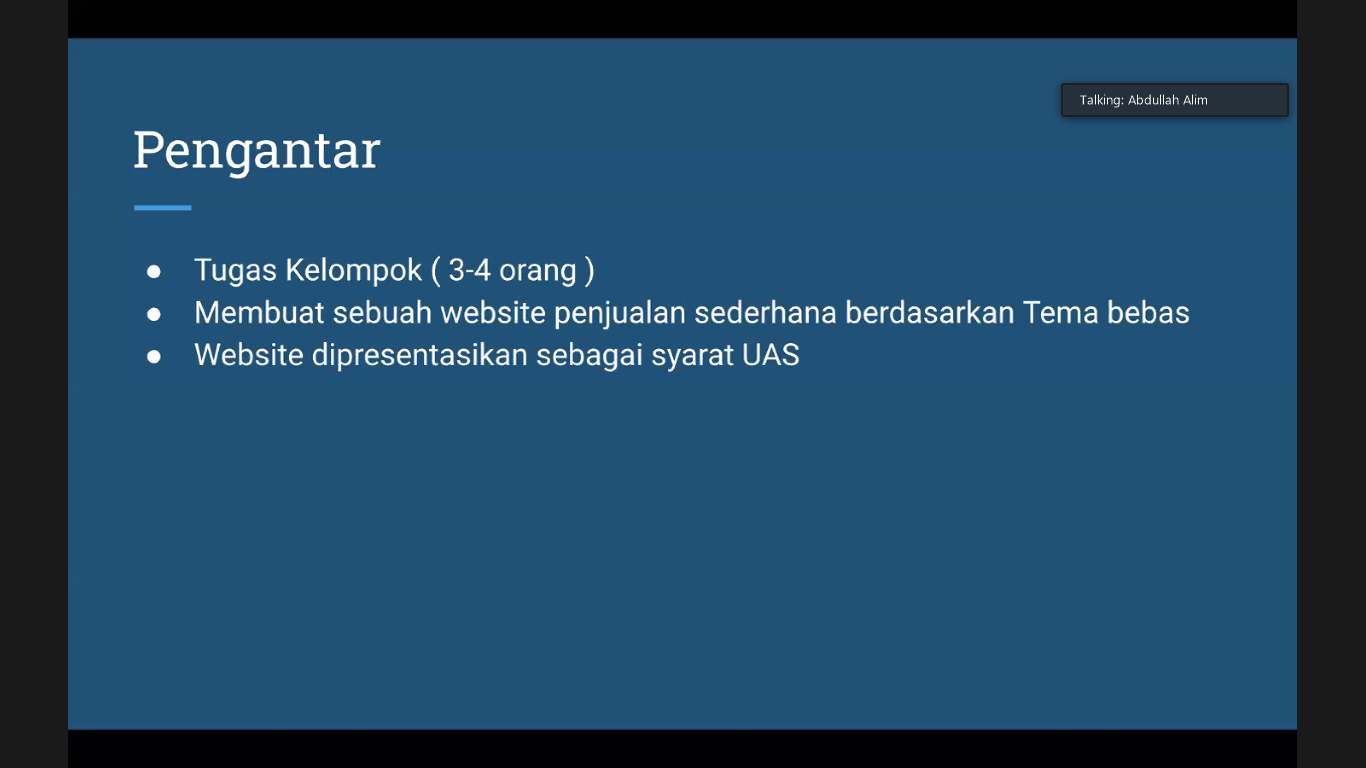 Talking: Abdullah Alim
Pengantar
● Tugas Kelompok ( 3-4 orang )
● Membuat sebuah website penjualan sederhana berdasarkan Tema bebas
● Website dipresentasikan sebagai syarat UAS